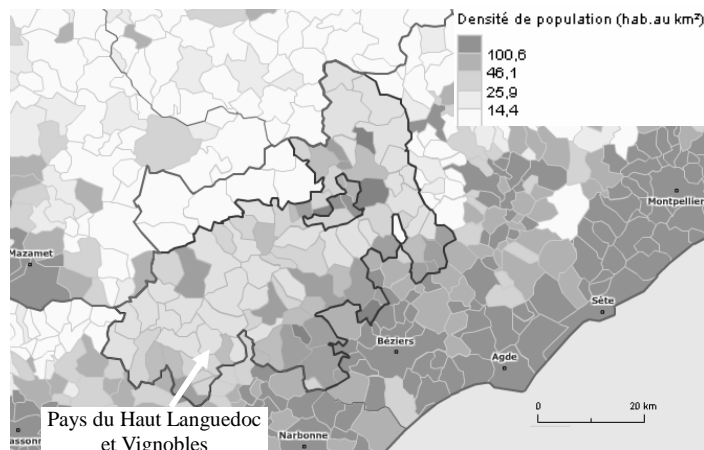 Densité de population (hab.au km²)
100,6
46,1
25,9
14,4
Montpellier
Mazamet
Sète
Béziers
Agde
0 20 km
Pays du Haut Languedoc
et Vignobles
Narbonne
assonn